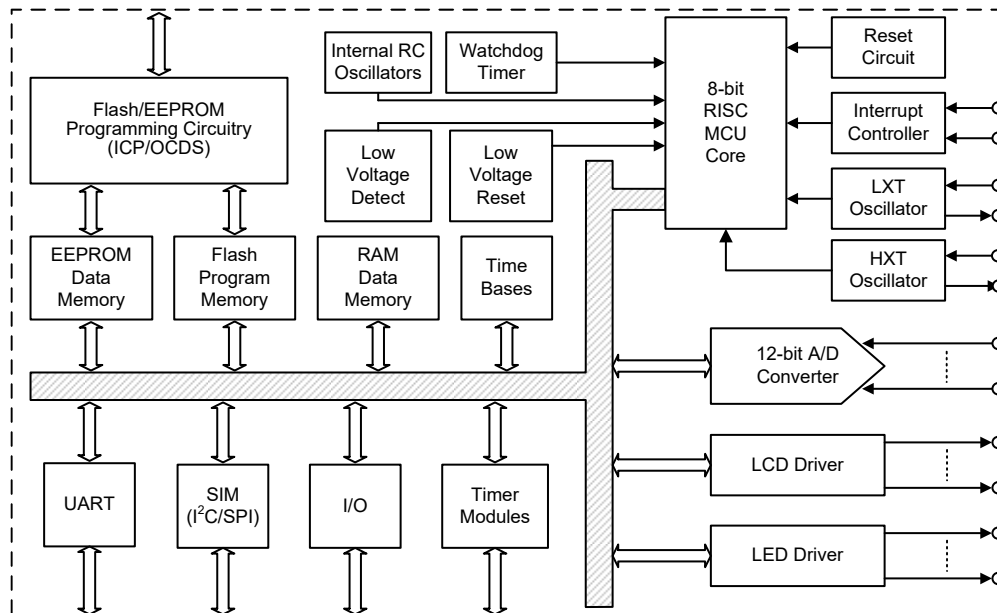 Flash/EEPROM
Programming Circuitry
(ICP/OCDS)
Internal RC
Oscillators
Watchdog
Timer
Low
Voltage
Detect
Low
Voltage
Reset
8-bit
RISC
MCU
Core
Reset
Circuit
Interrupt
Controller
LXT
Oscillator
HXT
Oscillator
EEPROM
Data
Memory
Flash
Program
Memory
RAM
Data
Memory
Time
Bases
12-bit A/D
Converter
LCD Driver
LED Driver
UART
SIM
(I²C/SPI)
I/O
Timer
Modules